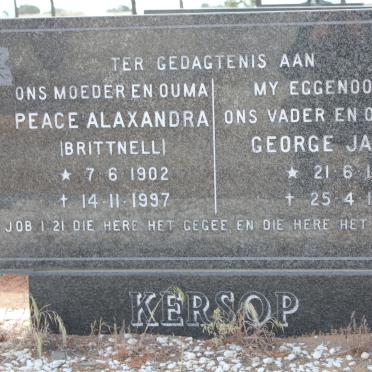 TER GEDAGTENIS AAN
ONS MOEDER EN OUMA
PEACE ALAXANDRA
(BRITTNELL)
★ 7·6·1902
✝ 14·11·1997
MY EGGENOO
ONS VADER EN O
GEORGE JA
★ 21·6·1
✝ 25·4·1
JOB 1:21 DIE HERE HET GEGEE EN DIE HERE HET
KERSOP